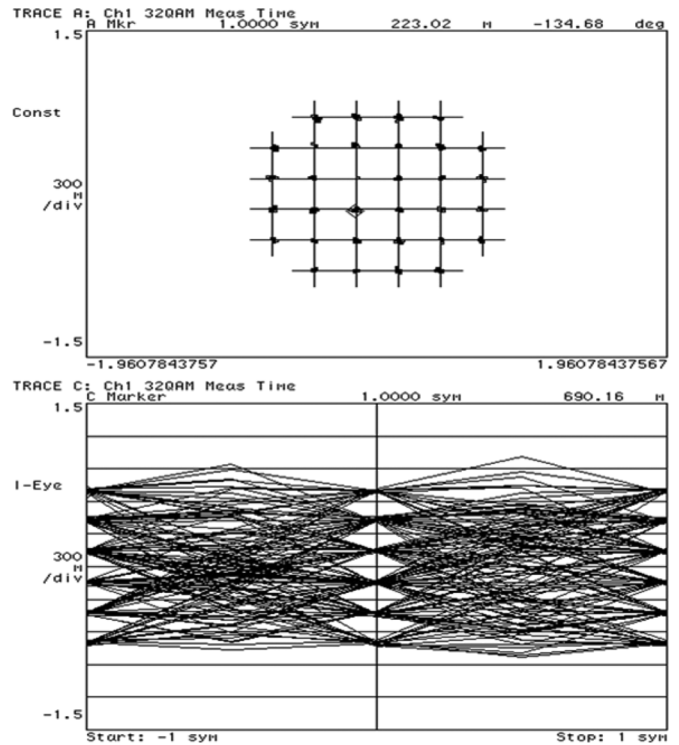 TRACE A: Ch1 32QAM Meas Time
A Mkr 1.0000 sym 223.02 m -134.68 deg
1.5
Const
300
m
/div
-1.5
-1.9607843757 1.96078437567
TRACE C: Ch1 32QAM Meas Time
C Marker 1.0000 sym 690.16 m
1.5
I-Eye
300
m
/div
-1.5
Start: -1 sym Stop: 1 sym